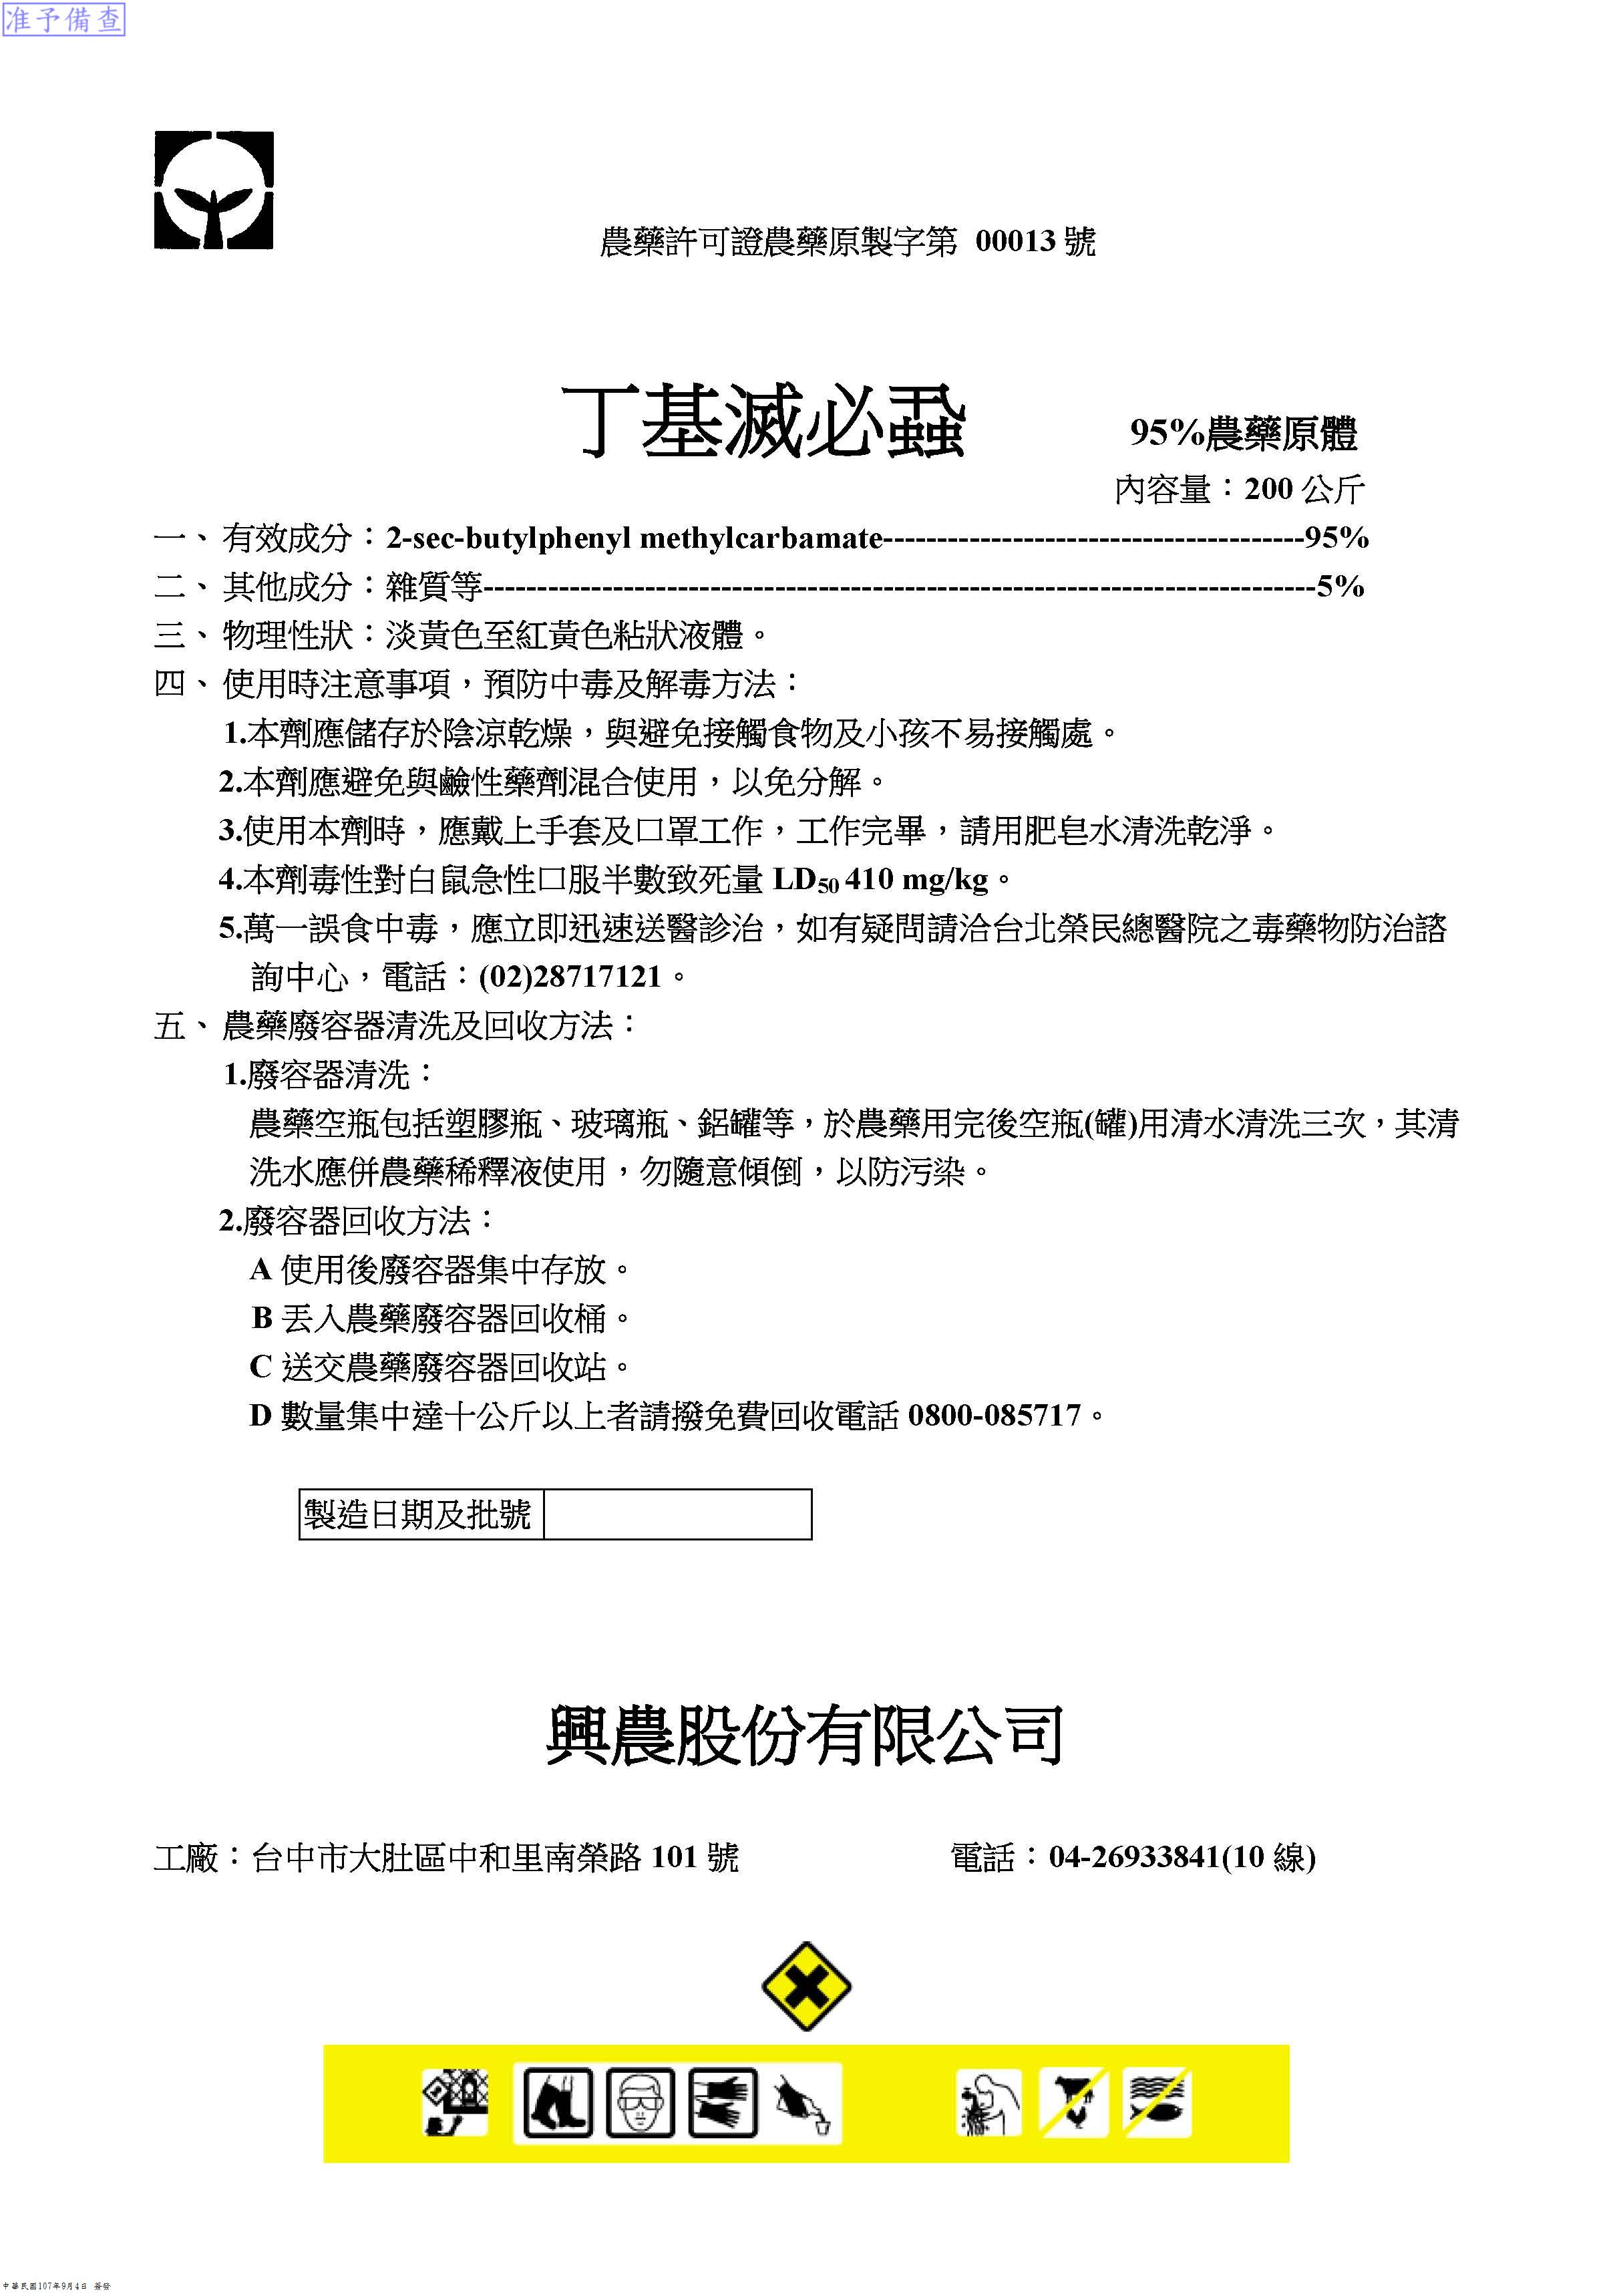 准予備查
農藥許可證農藥原製字第 00013 號
丁基滅必蝨
95%農藥原體
內容量：200 公斤
一、有效成分：2-sec-butylphenyl methylcarbamate---------------------------------------95%
二、其他成分：雜質等-----------------------------------------------------------------------------5%
三、物理性狀：淡黃色至紅黃色粘狀液體。
四、使用時注意事項，預防中毒及解毒方法：
1.本劑應儲存於陰涼乾燥，與避免接觸食物及小孩不易接觸處。
2.本劑應避免與鹼性藥劑混合使用，以免分解。
3.使用本劑時，應戴上手套及口罩工作，工作完畢，請用肥皂水清洗乾淨。
4.本劑毒性對白鼠急性口服半數致死量 LD50 410 mg/kg。
5.萬一誤食中毒，應立即迅速送醫診治，如有疑問請洽台北榮民總醫院之毒藥物防治諮
詢中心，電話：(02)28717121。
五、農藥廢容器清洗及回收方法：
1.廢容器清洗：
農藥空瓶包括塑膠瓶、玻璃瓶、鋁罐等，於農藥用完後空瓶(罐)用清水清洗三次，其清
洗水應併農藥稀釋液使用，勿隨意傾倒，以防污染。
2.廢容器回收方法：
A 使用後廢容器集中存放。
B 丟入農藥廢容器回收桶。
C 送交農藥廢容器回收站。
D 數量集中達十公斤以上者請撥免費回收電話 0800-085717。
製造日期及批號
興農股份有限公司
工廠：台中市大肚區中和里南榮路 101 號 電話：04-26933841(10 線)
中華民國107年9月4日 簽發